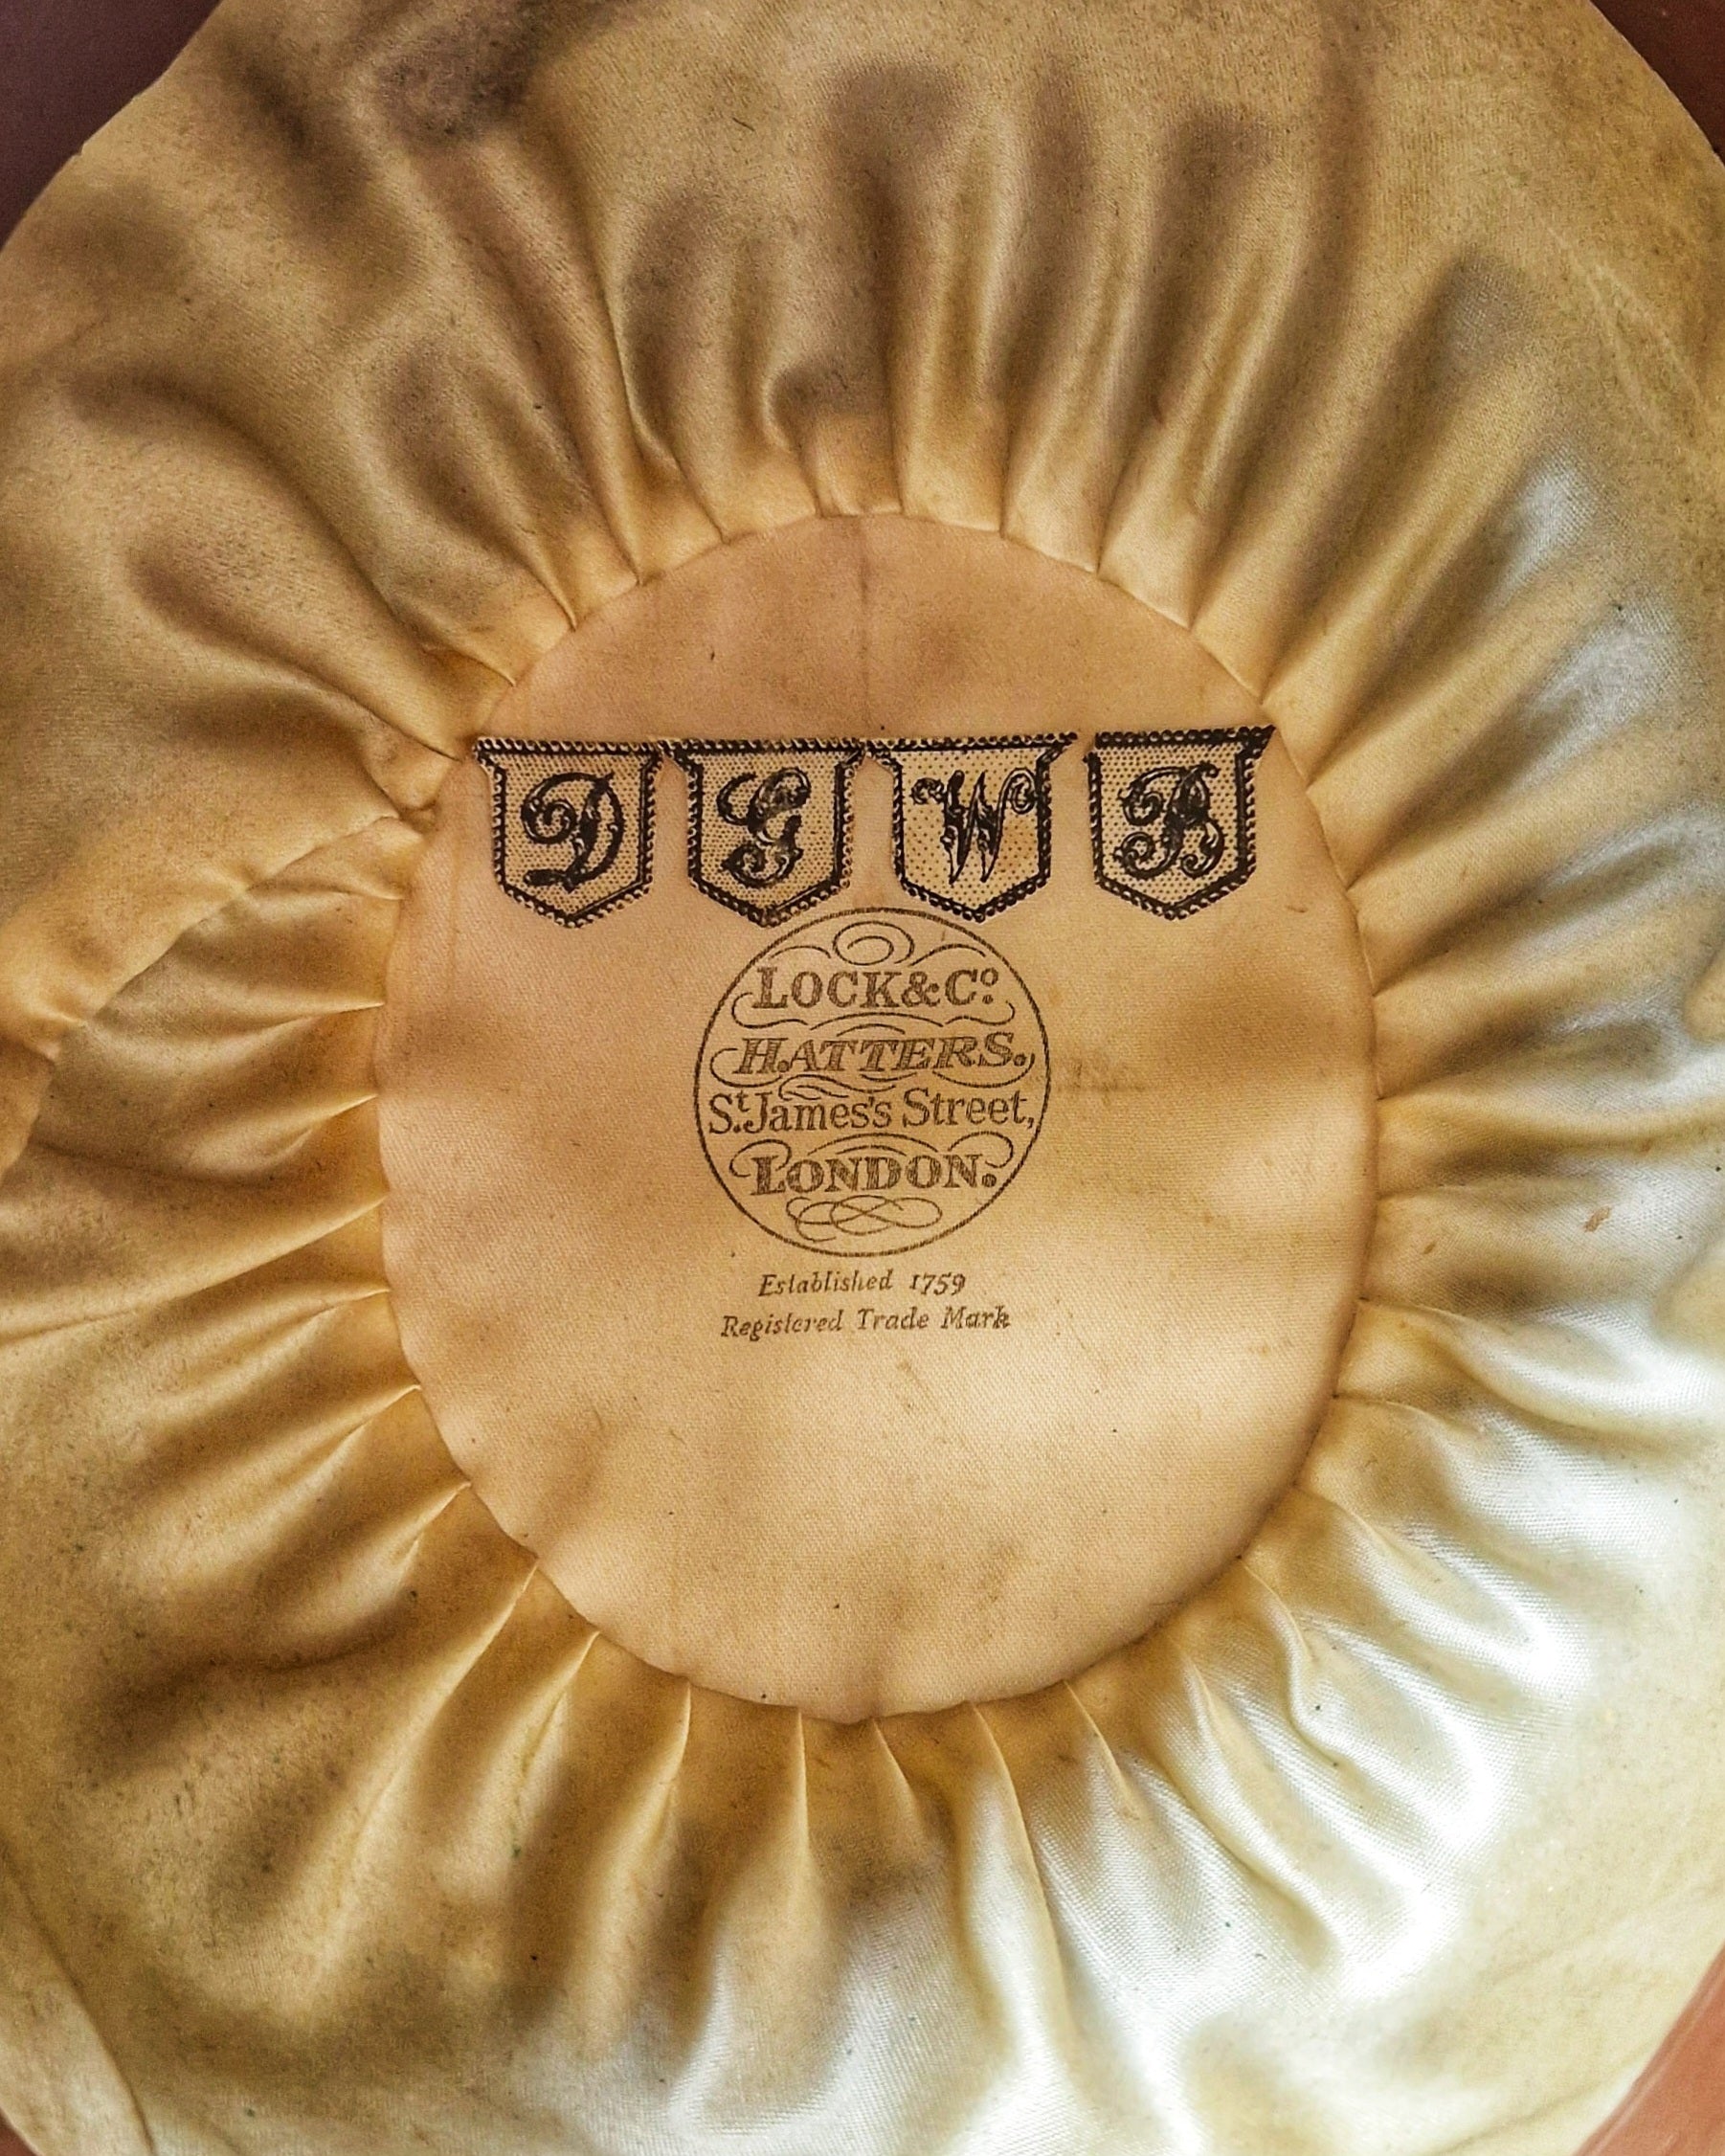 D G W B
LOCK & Cº
HATTERS.
St. James's Street,
LONDON.
Established 1759
Registered Trade Mark